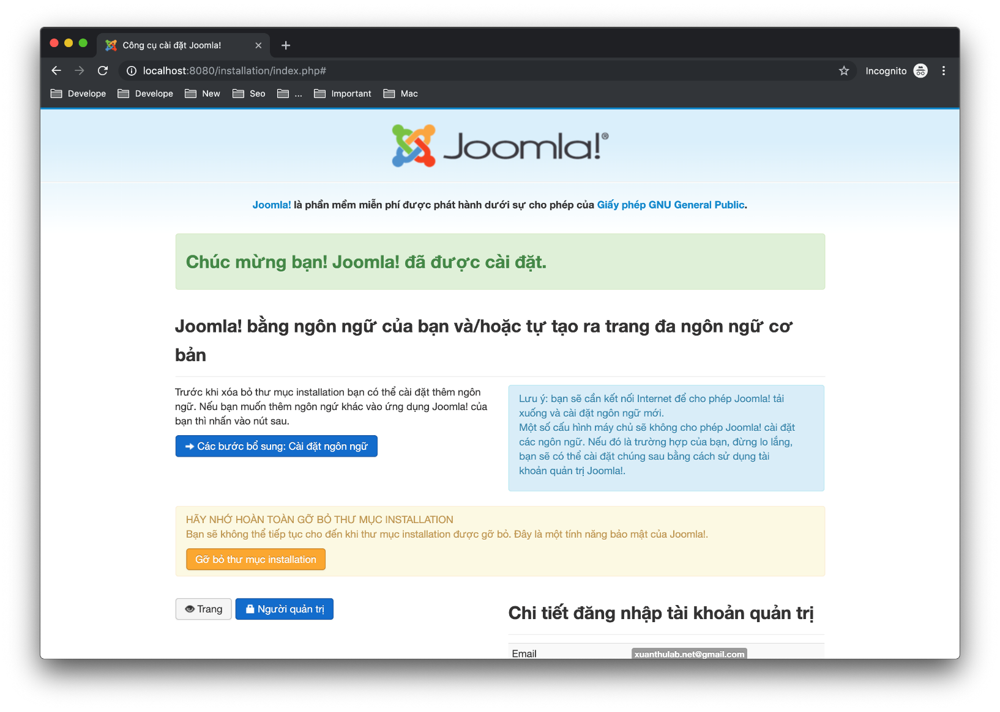 Công cụ cài đặt Joomla!
localhost:8080/installation/index.php#
Incognito
Develope
Develope
New
Seo
...
Important
Mac
Joomla!®
Joomla! là phần mềm miễn phí được phát hành dưới sự cho phép của Giấy phép GNU General Public.
Chúc mừng bạn! Joomla! đã được cài đặt.
Joomla! bằng ngôn ngữ của bạn và/hoặc tự tạo ra trang đa ngôn ngữ cơ
bản
Trước khi xóa bỏ thư mục installation bạn có thể cài đặt thêm ngôn
ngữ. Nếu bạn muốn thêm ngôn ngứ khác vào ứng dụng Joomla! của
bạn thì nhấn vào nút sau.
Các bước bổ sung: Cài đặt ngôn ngữ
Lưu ý: bạn sẽ cần kết nối Internet để cho phép Joomla! tải
xuống và cài đặt ngôn ngữ mới.
Một số cấu hình máy chủ sẽ không cho phép Joomla! cài đặt
các ngôn ngữ. Nếu đó là trường hợp của bạn, đừng lo lắng,
bạn sẽ có thể cài đặt chúng sau bằng cách sử dụng tài
khoản quản trị Joomla!.
HÃY NHỚ HOÀN TOÀN GỠ BỎ THƯ MỤC INSTALLATION
Bạn sẽ không thể tiếp tục cho đến khi thư mục installation được gỡ bỏ. Đây là một tính năng bảo mật của Joomla!.
Gỡ bỏ thư mục installation
Trang
Người quản trị
Chi tiết đăng nhập tài khoản quản trị
Email
xuanthulab.net@gmail.com